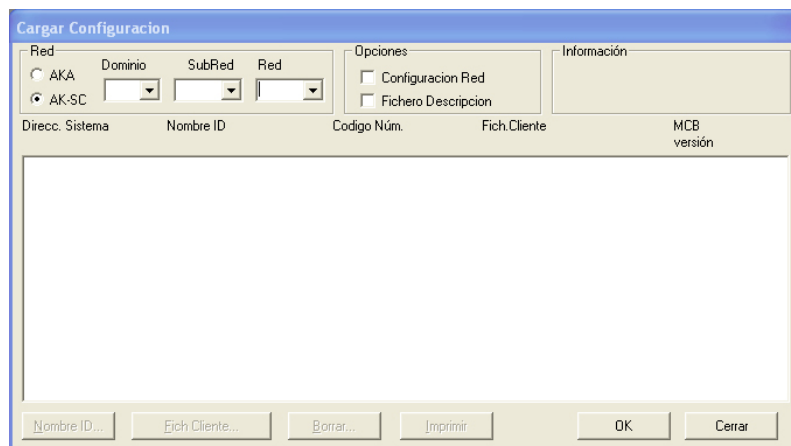 Cargar Configuracion
Red
Opciones
Información
AKA
Dominio
SubRed
Red
AK-SC
Configuracion Red
Fichero Descripcion
Direcc. Sistema
Nombre ID
Codigo Núm.
Fich.Cliente
MCB
versión
Nombre ID...
Fich Cliente...
Borrar...
Imprimir
OK
Cerrar